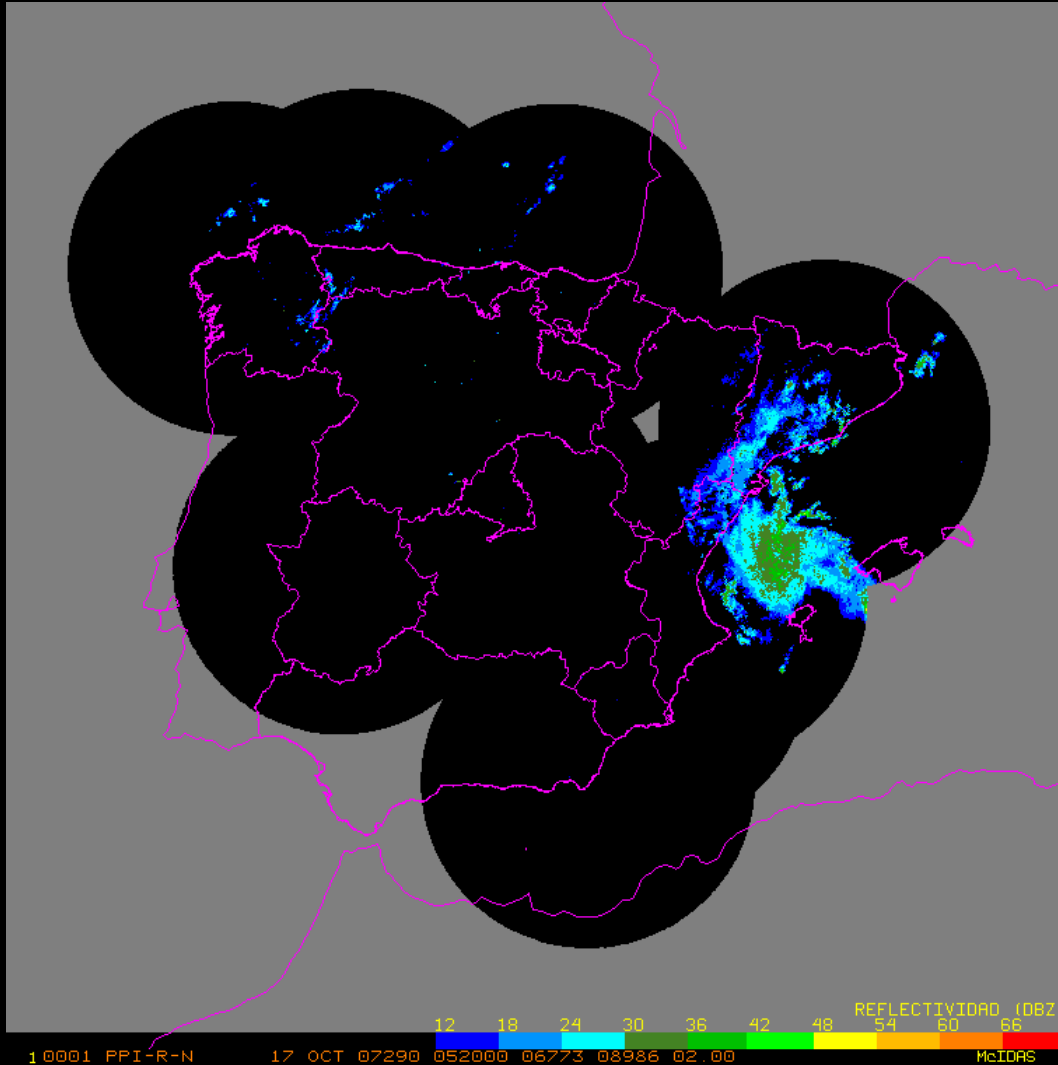 REFLECTIVIDAD (DBZ
12 18 24 30 36 42 48 54 60 66
1 0001 PPI-R-N 17 OCT 07290 052000 06773 08986 02.00 McIDAS